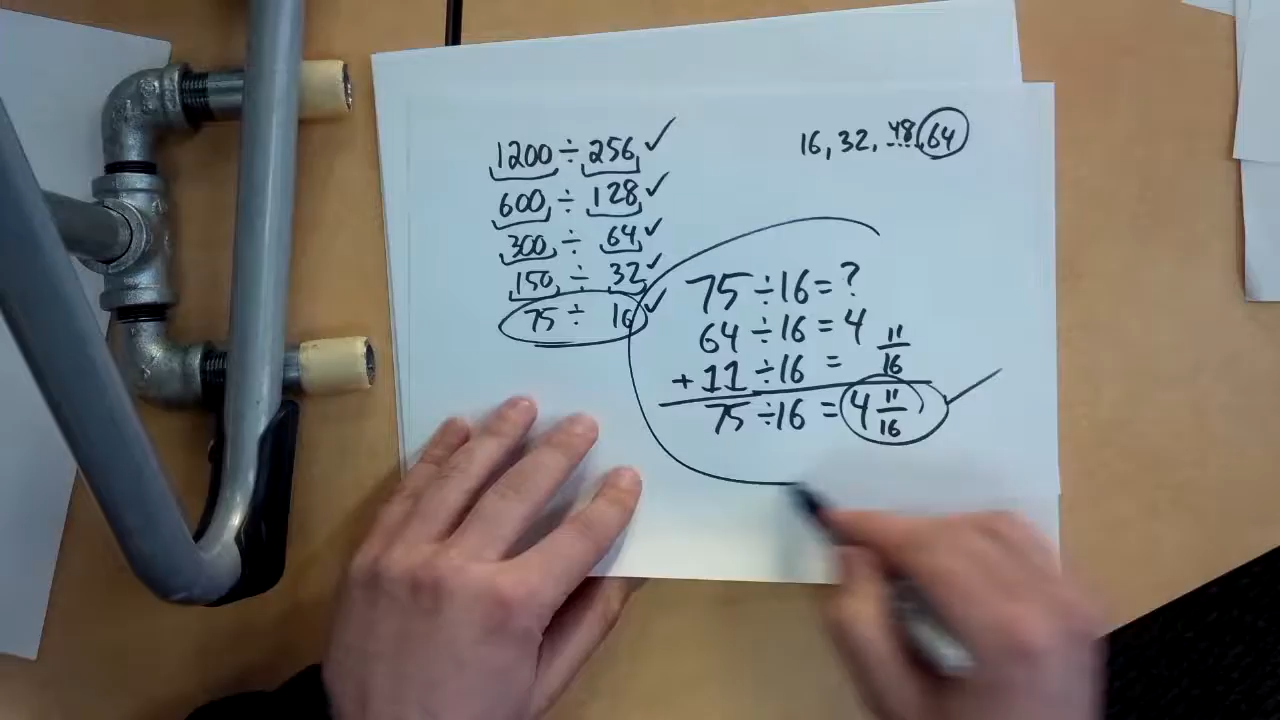 1200 ÷ 256 ✓
600 ÷ 128 ✓
300 ÷ 64 ✓
150 ÷ 32 ✓
75 ÷ 16 ✓
16, 32, 48, 64
75 ÷ 16 = ?
64 ÷ 16 = 4
+ 11 ÷ 16 = 11/16
75 ÷ 16 = 4 11/16